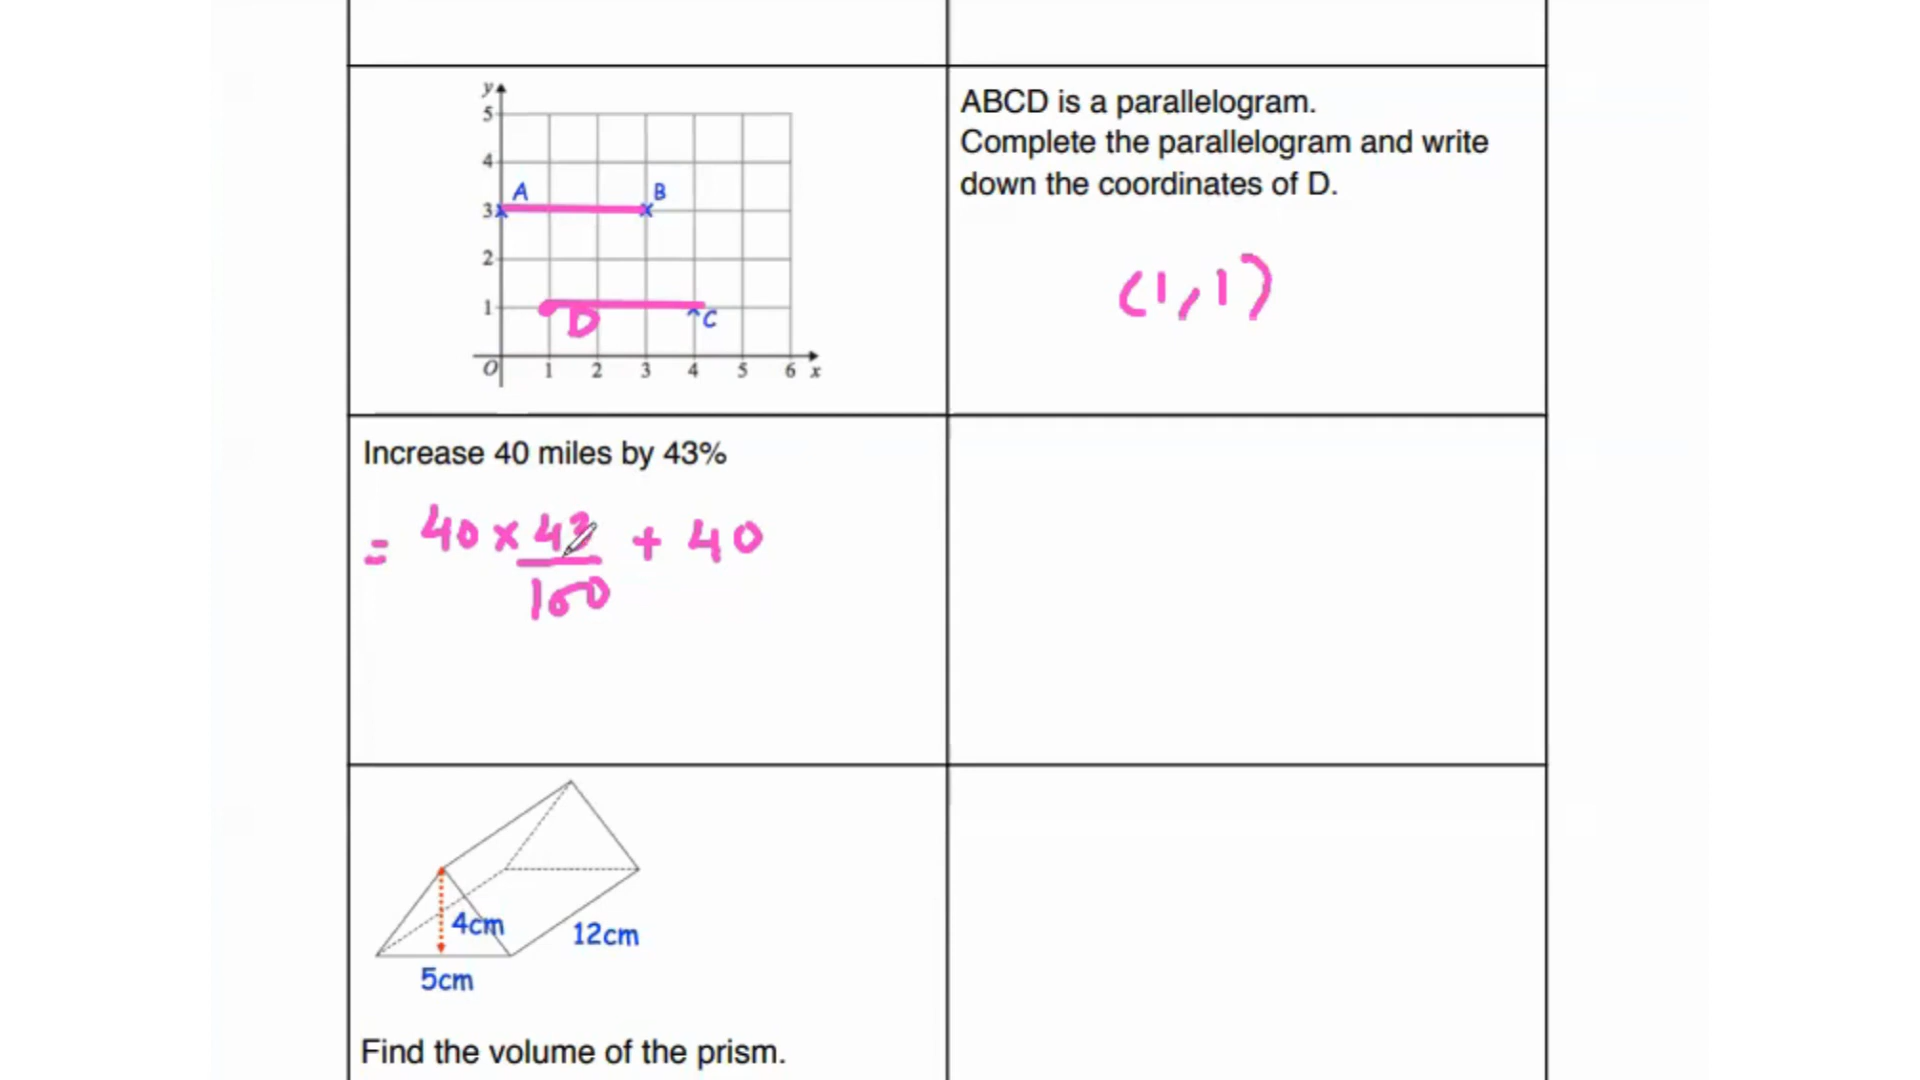 y
5
4
3
2
1
O 1 2 3 4 5 6 x
A B
D C
ABCD is a parallelogram.
Complete the parallelogram and write
down the coordinates of D.
(1,1)
Increase 40 miles by 43%
= 40 × 43 + 40
100
4cm
12cm
5cm
Find the volume of the prism.